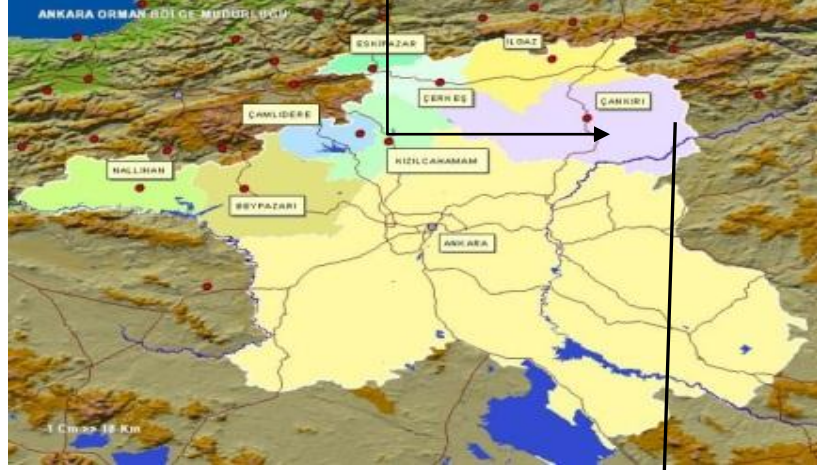 ANKARA ORMAN BÖLGE MÜDÜRLÜĞÜ
ESKİPAZAR
ILGAZ
ÇERKEŞ
ÇANKIRI
ÇAMLIDERE
KIZILCAHAMAM
NALLIHAN
BEYPAZARI
ANKARA
1 Cm >> 18 Km